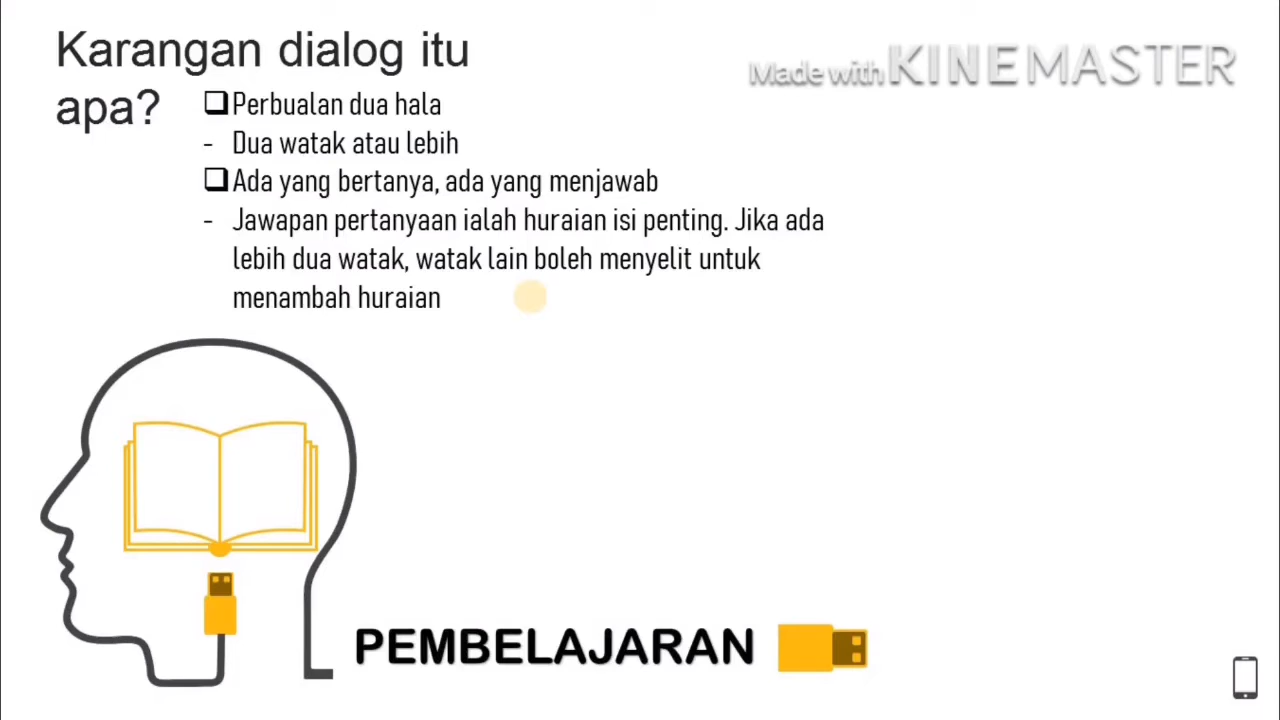 Karangan dialog itu
apa?
Made with KINEMASTER
Perbualan dua hala
- Dua watak atau lebih
Ada yang bertanya, ada yang menjawab
- Jawapan pertanyaan ialah huraian isi penting. Jika ada
lebih dua watak, watak lain boleh menyelit untuk
menambah huraian
PEMBELAJARAN